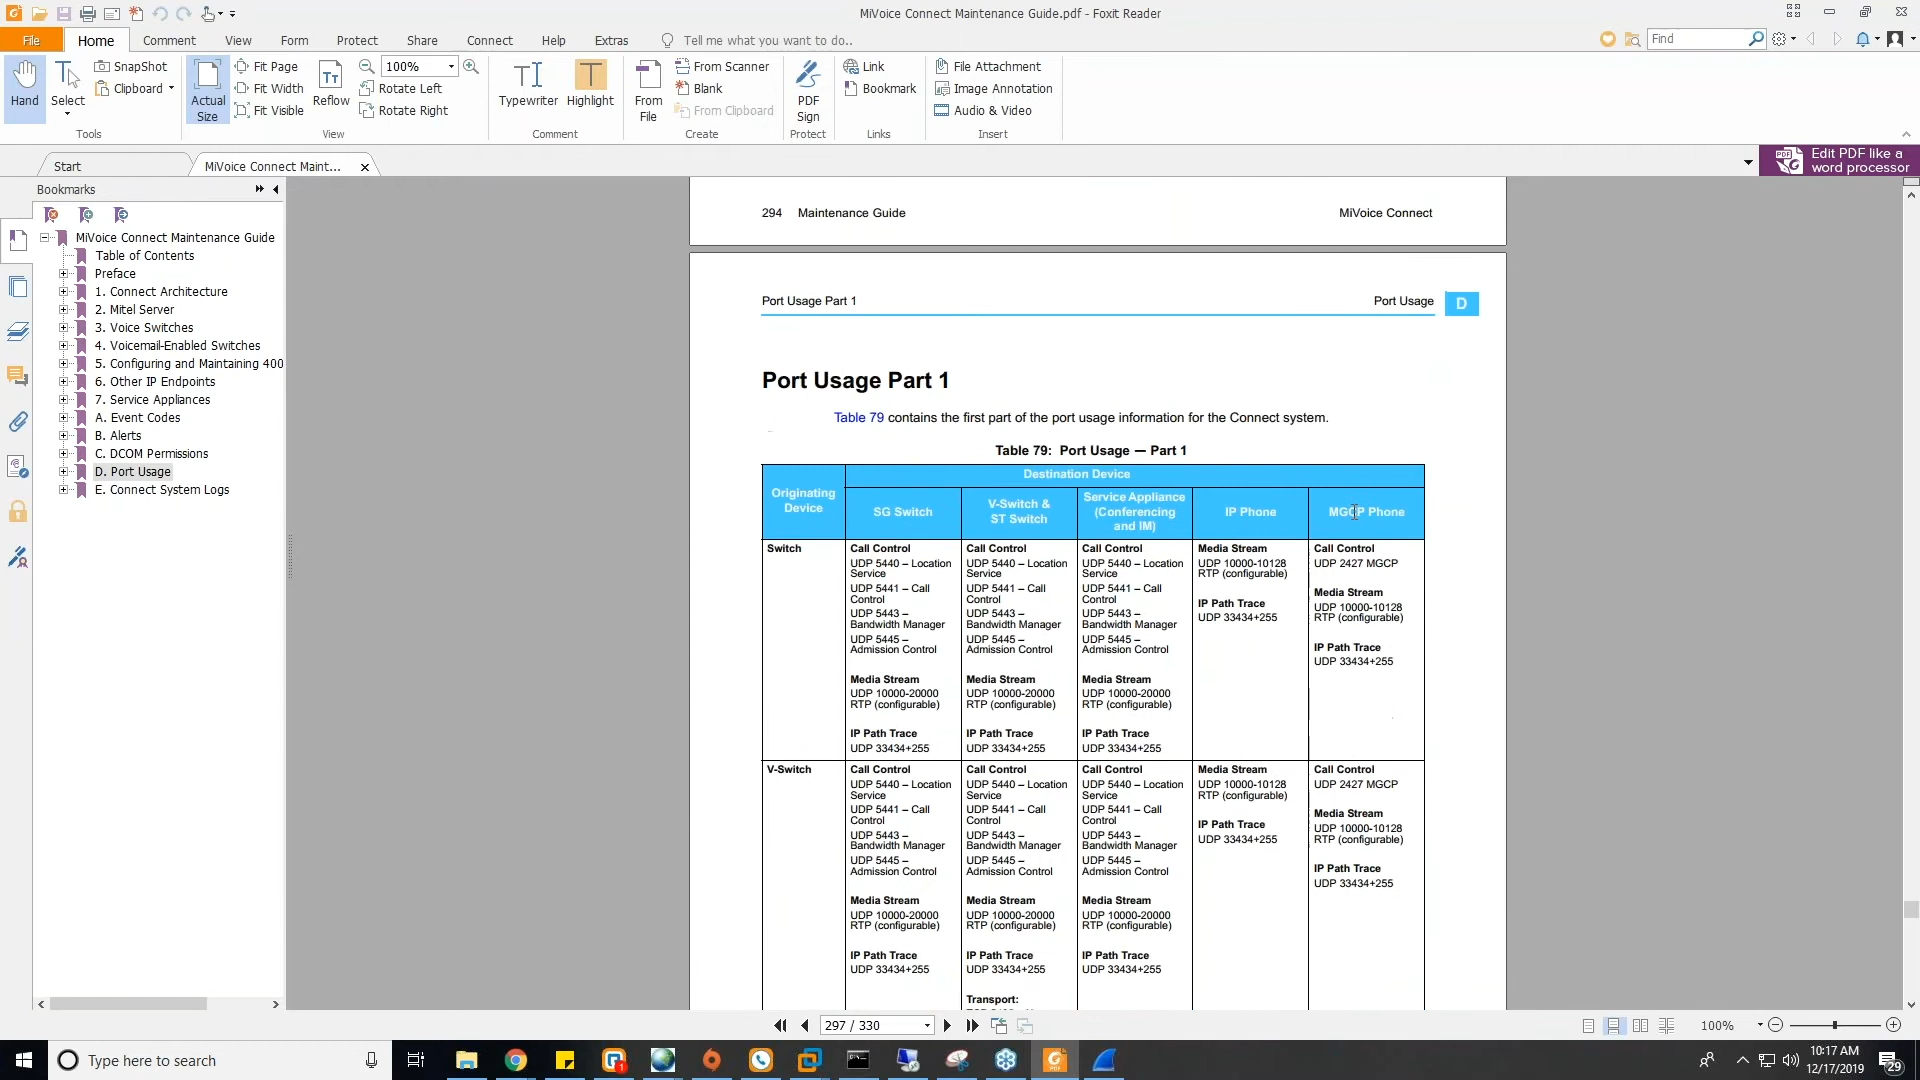 MiVoice Connect Maintenance Guide.pdf - Foxit Reader
File
Home
Comment
View
Form
Protect
Share
Connect
Help
Extras
Tell me what you want to do..
Find
Hand
Select
SnapShot
Clipboard
Tools
Actual
Size
Fit Page
Fit Width
Fit Visible
Reflow
100%
Rotate Left
Rotate Right
View
Typewriter
Highlight
Comment
From
File
From Scanner
Blank
From Clipboard
Create
PDF
Sign
Protect
Link
Bookmark
Links
File Attachment
Image Annotation
Audio & Video
Insert
Start
MiVoice Connect Maint...
Edit PDF like a
word processor
Bookmarks
MiVoice Connect Maintenance Guide
Table of Contents
Preface
1. Connect Architecture
2. Mitel Server
3. Voice Switches
4. Voicemail-Enabled Switches
5. Configuring and Maintaining 400
6. Other IP Endpoints
7. Service Appliances
A. Event Codes
B. Alerts
C. DCOM Permissions
D. Port Usage
E. Connect System Logs
294 Maintenance Guide
MiVoice Connect
Port Usage Part 1
Port Usage
D
Port Usage Part 1
Table 79 contains the first part of the port usage information for the Connect system.
Table 79: Port Usage — Part 1
Originating
Device
Destination Device
SG Switch
V-Switch &
ST Switch
Service Appliance
(Conferencing
and IM)
IP Phone
MGCP Phone
Switch
Call Control
UDP 5440 – Location
Service
UDP 5441 – Call
Control
UDP 5443 –
Bandwidth Manager
UDP 5445 –
Admission Control
Media Stream
UDP 10000-20000
RTP (configurable)
IP Path Trace
UDP 33434+255
Call Control
UDP 5440 – Location
Service
UDP 5441 – Call
Control
UDP 5443 –
Bandwidth Manager
UDP 5445 –
Admission Control
Media Stream
UDP 10000-20000
RTP (configurable)
IP Path Trace
UDP 33434+255
Call Control
UDP 5440 – Location
Service
UDP 5441 – Call
Control
UDP 5443 –
Bandwidth Manager
UDP 5445 –
Admission Control
Media Stream
UDP 10000-20000
RTP (configurable)
IP Path Trace
UDP 33434+255
Media Stream
UDP 10000-10128
RTP (configurable)
IP Path Trace
UDP 33434+255
Call Control
UDP 2427 MGCP
Media Stream
UDP 10000-10128
RTP (configurable)
IP Path Trace
UDP 33434+255
V-Switch
Call Control
UDP 5440 – Location
Service
UDP 5441 – Call
Control
UDP 5443 –
Bandwidth Manager
UDP 5445 –
Admission Control
Media Stream
UDP 10000-20000
RTP (configurable)
IP Path Trace
UDP 33434+255
Call Control
UDP 5440 – Location
Service
UDP 5441 – Call
Control
UDP 5443 –
Bandwidth Manager
UDP 5445 –
Admission Control
Media Stream
UDP 10000-20000
RTP (configurable)
IP Path Trace
UDP 33434+255
Transport:
Call Control
UDP 5440 – Location
Service
UDP 5441 – Call
Control
UDP 5443 –
Bandwidth Manager
UDP 5445 –
Admission Control
Media Stream
UDP 10000-20000
RTP (configurable)
IP Path Trace
UDP 33434+255
Media Stream
UDP 10000-10128
RTP (configurable)
IP Path Trace
UDP 33434+255
Call Control
UDP 2427 MGCP
Media Stream
UDP 10000-10128
RTP (configurable)
IP Path Trace
UDP 33434+255
297 / 330
100%
Type here to search
10:17 AM
12/17/2019
29